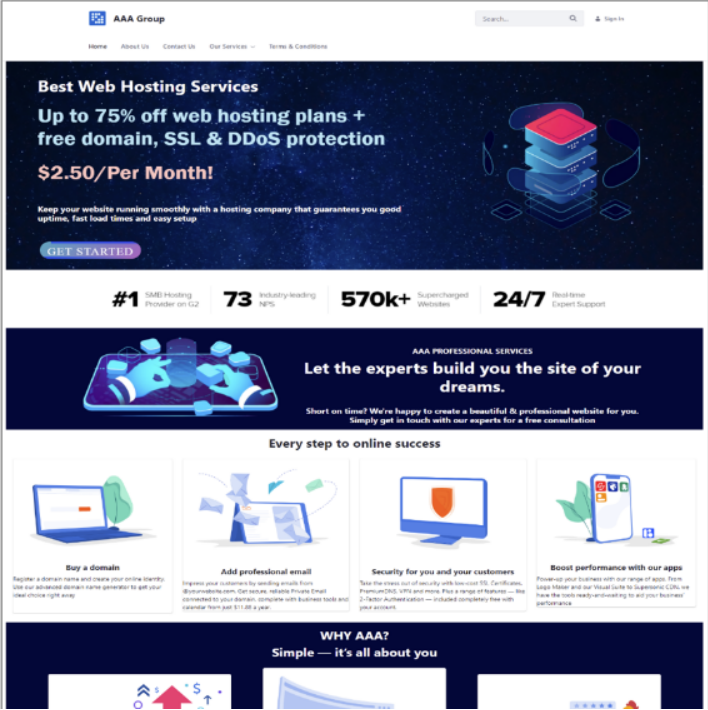 AAA Group
Search...
Sign In
Home About Us Contact Us Our Services Terms & Conditions
Best Web Hosting Services
Up to 75% off web hosting plans +
free domain, SSL & DDoS protection
$2.50/Per Month!
Keep your website running smoothly with a hosting company that guarantees you good
uptime, fast load times and easy setup
GET STARTED
#1 SMB Hosting
Provider on G2
73 Industry-leading
NPS
570k+ Supercharged
Websites
24/7 Real-time
Expert Support
AAA PROFESSIONAL SERVICES
Let the experts build you the site of your
dreams.
Short on time? We're happy to create a beautiful & professional website for you.
Simply get in touch with our experts for a free consultation
Every step to online success
Buy a domain
Register a domain name and create your online identity.
Use our advanced domain name generator to get your
ideal choice right away
Add professional email
Impress your customers by sending emails from
@yourwebsite.com. Get secure, reliable Private Email
connected to your domain, complete with business tools and
calendar from just $11.88 a year.
Security for you and your customers
Take the stress out of security with low-cost SSL Certificates,
PremiumDNS, VPN and more. Plus a range of features — like
2-Factor Authentication — included completely free with
your account.
Boost performance with our apps
Power-up your business with our range of apps. From
Logo Maker and our Visual Suite to Supersonic CDN, we
have the tools ready-and-waiting to aid your business'
performance
WHY AAA?
Simple — it's all about you